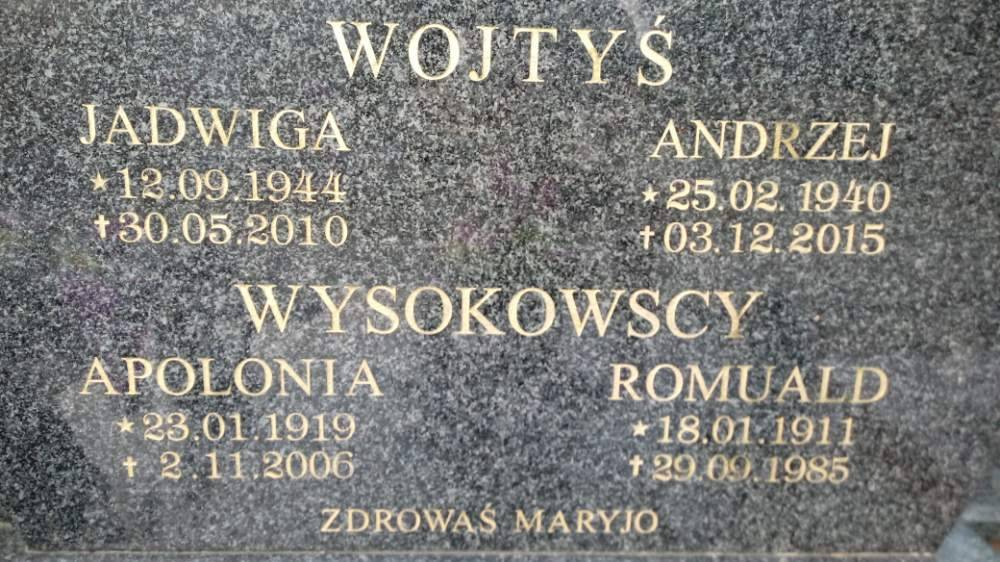 WOJTYŚ
JADWIGA
★12.09.1944
✝30.05.2010
ANDRZEJ
★25.02.1940
✝03.12.2015
WYSOKOWSCY
APOLONIA
★23.01.1919
✝ 2.11.2006
ROMUALD
★18.01.1911
✝29.09.1985
ZDROWAŚ MARYJO